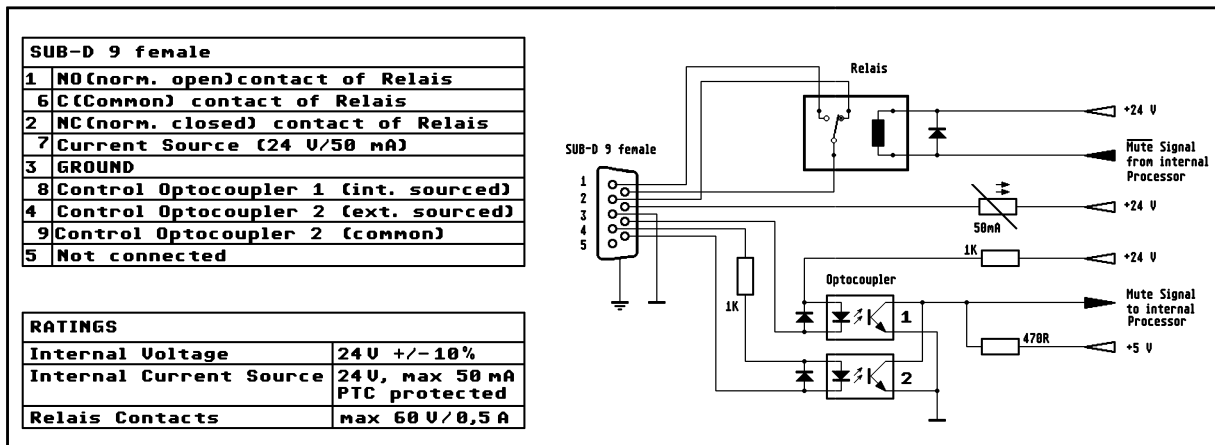 SUB-D 9 female
1 NO(norm. open)contact of Relais
6 C(Common) contact of Relais
2 NC(norm. closed) contact of Relais
7 Current Source (24 V/50 mA)
3 GROUND
8 Control Optocoupler 1 (int. sourced)
4 Control Optocoupler 2 (ext. sourced)
9 Control Optocoupler 2 (common)
5 Not connected
RATINGS
Internal Voltage 24V +/-10%
Internal Current Source 24V, max 50 mA
PTC protected
Relais Contacts max 60 V/0,5 A
Relais
+24 V
Mute Signal
from internal
Processor
SUB-D 9 female
1
2
3
4
5
+24 V
50mA
1K
+24 V
Optocoupler
1K
1
Mute Signal
to internal
Processor
470R
+5 V
2